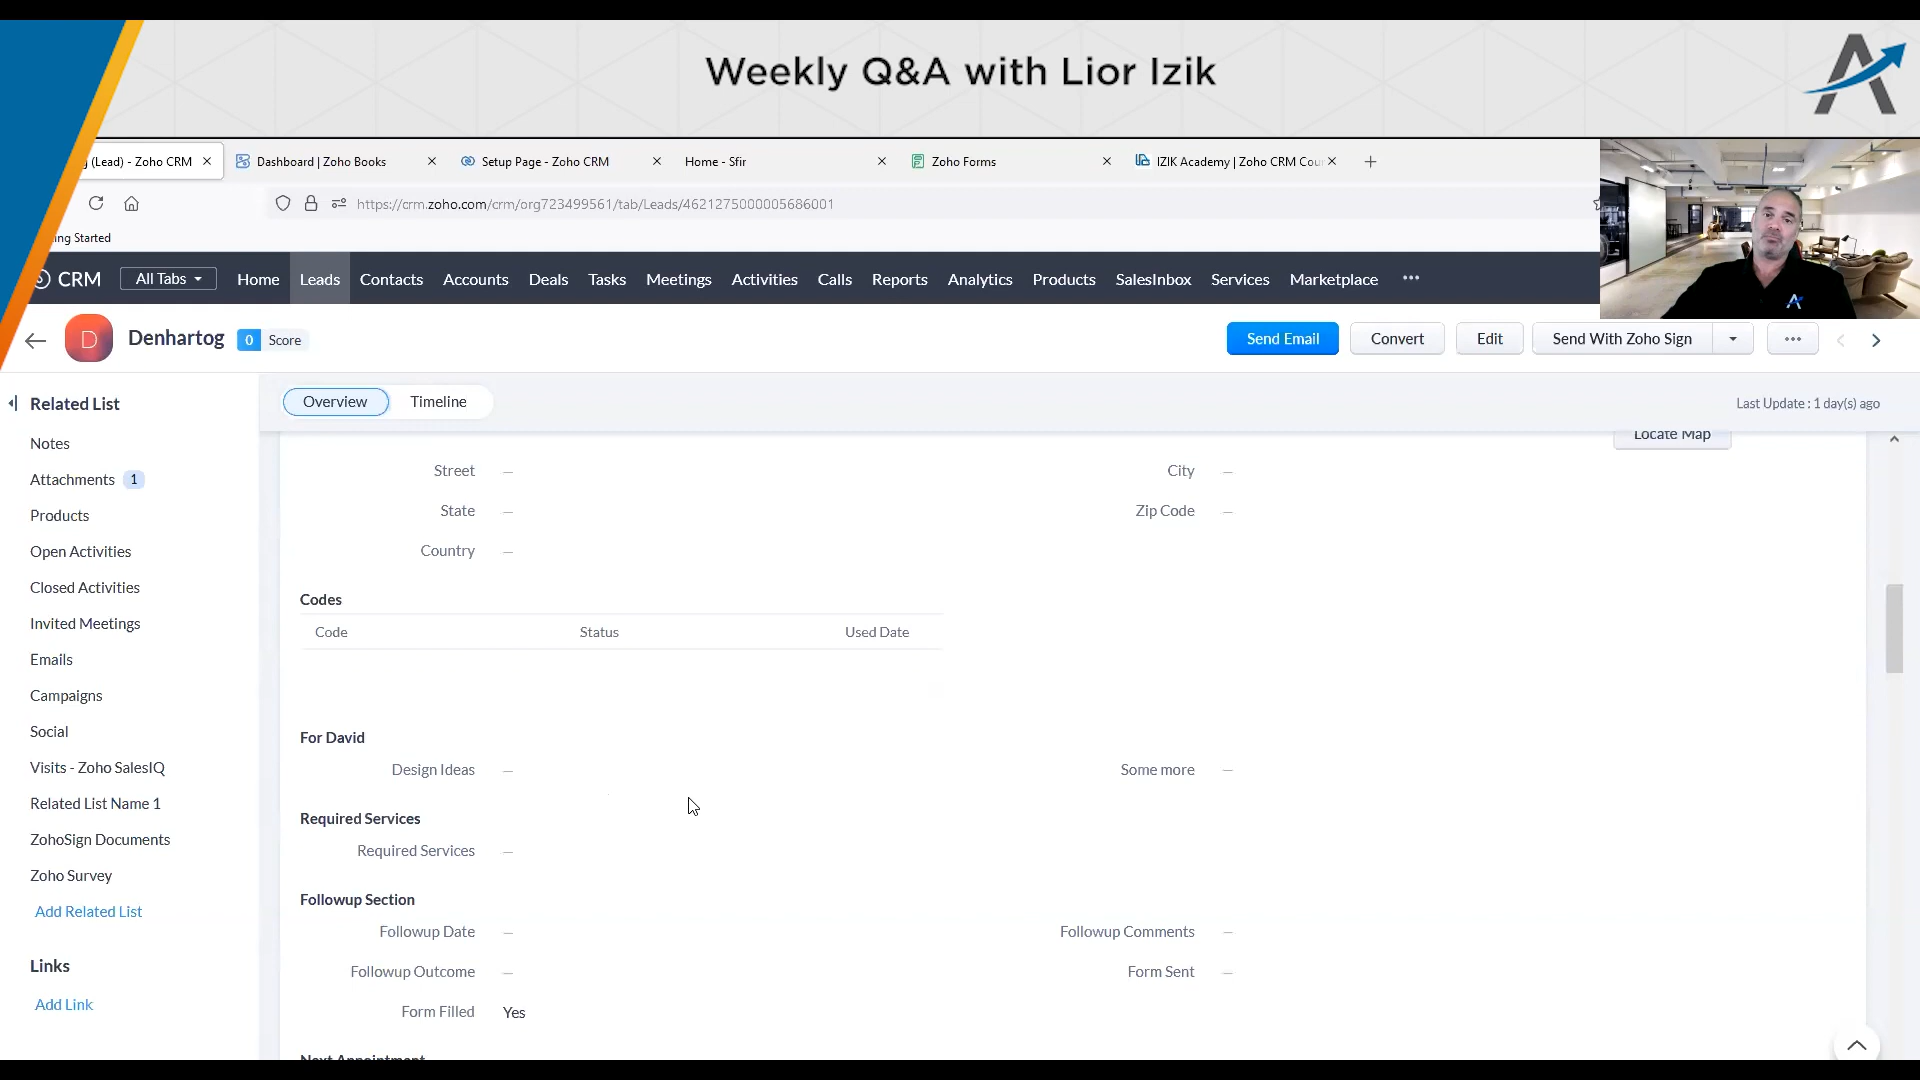 Weekly Q&A with Lior Izik
(Lead) - Zoho CRM
Dashboard | Zoho Books
Setup Page - Zoho CRM
Home - Sfir
Zoho Forms
IZIK Academy | Zoho CRM Cou
https://crm.zoho.com/crm/org723499561/tab/Leads/4621275000005686001
ing Started
CRM
All Tabs
Home
Leads
Contacts
Accounts
Deals
Tasks
Meetings
Activities
Calls
Reports
Analytics
Products
SalesInbox
Services
Marketplace
D
Denhartog
0 Score
Send Email
Convert
Edit
Send With Zoho Sign
Related List
Overview
Timeline
Last Update : 1 day(s) ago
Notes
Attachments 1
Products
Open Activities
Closed Activities
Invited Meetings
Emails
Campaigns
Social
Visits - Zoho SalesIQ
Related List Name 1
ZohoSign Documents
Zoho Survey
Add Related List
Links
Add Link
Locate Map
Street —
City —
State —
Zip Code —
Country —
Codes
Code Status Used Date
For David
Design Ideas —
Some more —
Required Services
Required Services —
Followup Section
Followup Date —
Followup Comments —
Followup Outcome —
Form Sent —
Form Filled Yes
Next Appointment